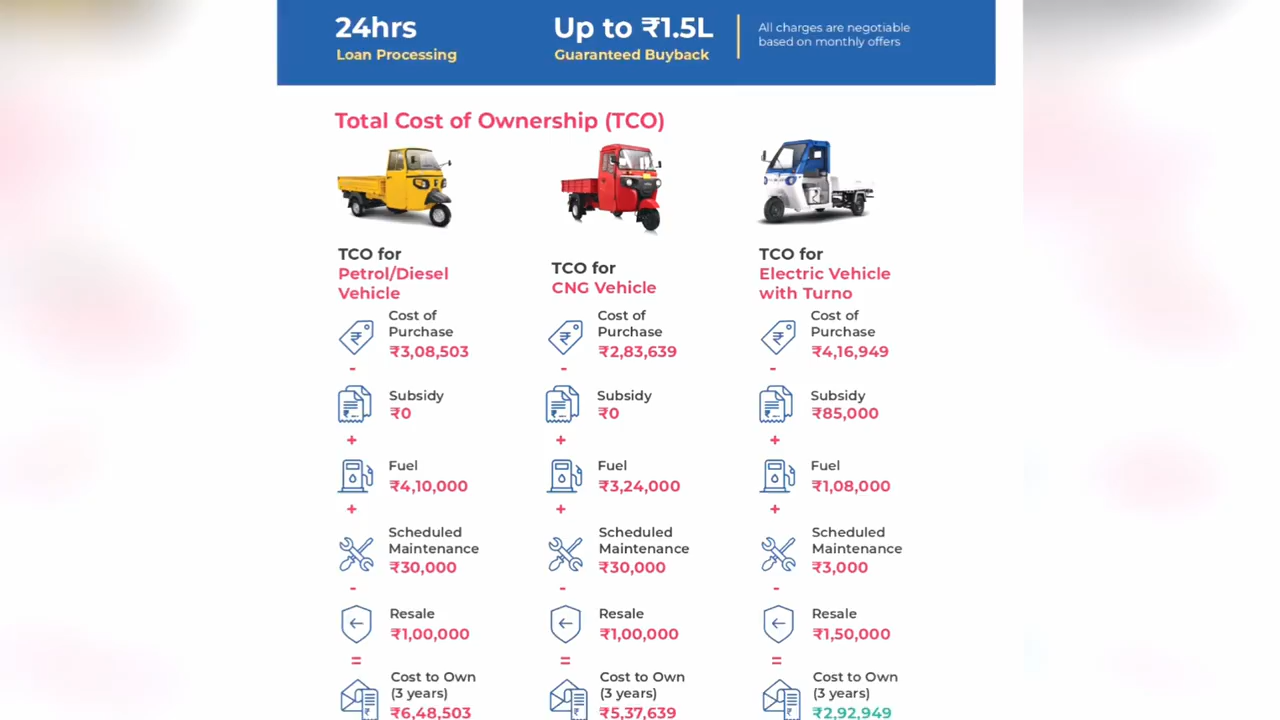 24hrs
Loan Processing
Up to ₹1.5L
Guaranteed Buyback
All charges are negotiable
based on monthly offers
Total Cost of Ownership (TCO)
TCO for
Petrol/Diesel
Vehicle
Cost of
Purchase
₹3,08,503
-
Subsidy
₹0
+
Fuel
₹4,10,000
+
Scheduled
Maintenance
₹30,000
-
Resale
₹1,00,000
=
Cost to Own
(3 years)
₹6,48,503
TCO for
CNG Vehicle
Cost of
Purchase
₹2,83,639
-
Subsidy
₹0
+
Fuel
₹3,24,000
+
Scheduled
Maintenance
₹30,000
-
Resale
₹1,00,000
=
Cost to Own
(3 years)
₹5,37,639
TCO for
Electric Vehicle
with Turno
Cost of
Purchase
₹4,16,949
-
Subsidy
₹85,000
+
Fuel
₹1,08,000
+
Scheduled
Maintenance
₹3,000
-
Resale
₹1,50,000
=
Cost to Own
(3 years)
₹2,92,949